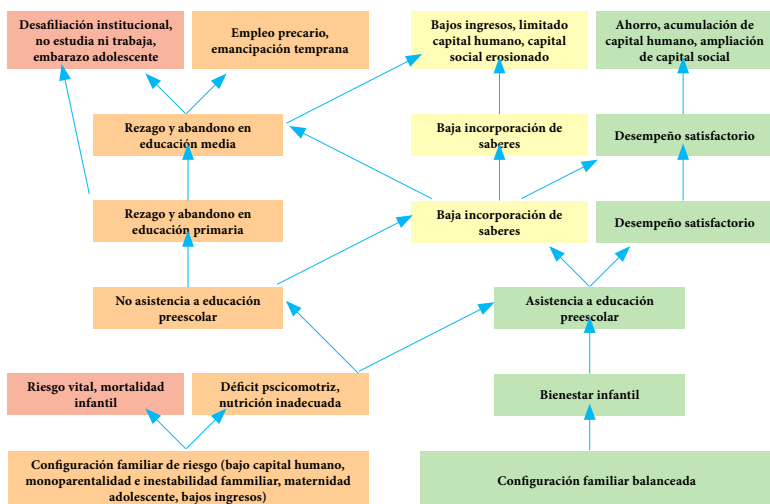 Desafiliación institucional,
no estudia ni trabaja,
embarazo adolescente
Empleo precario,
emancipación temprana
Bajos ingresos, limitado
capital humano, capital
social erosionado
Ahorro, acumulación de
capital humano, ampliación
de capital social
Rezago y abandono en
educación media
Baja incorporación de
saberes
Desempeño satisfactorio
Rezago y abandono en
educación primaria
Baja incorporación de
saberes
Desempeño satisfactorio
No asistencia a educación
preescolar
Asistencia a educación
preescolar
Riesgo vital, mortalidad
infantil
Déficit pscicomotriz,
nutrición inadecuada
Bienestar infantil
Configuración familiar de riesgo (bajo capital humano,
monoparentalidad e inestabilidad fammiliar, maternidad
adolescente, bajos ingresos)
Configuración familiar balanceada